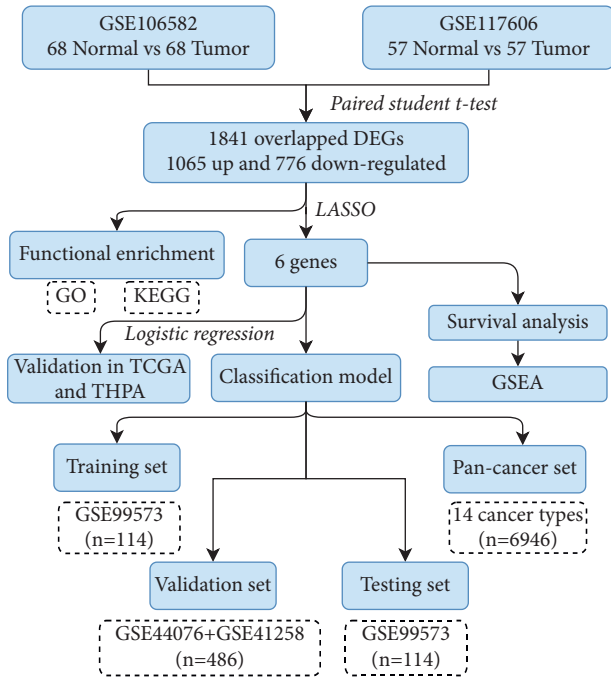 GSE106582
68 Normal vs 68 Tumor
GSE117606
57 Normal vs 57 Tumor
Paired student t-test
1841 overlapped DEGs
1065 up and 776 down-regulated
LASSO
Functional enrichment
GO
KEGG
6 genes
Survival analysis
GSEA
Logistic regression
Validation in TCGA
and THPA
Classification model
Training set
GSE99573
(n=114)
Pan-cancer set
14 cancer types
(n=6946)
Validation set
GSE44076+GSE41258
(n=486)
Testing set
GSE99573
(n=114)